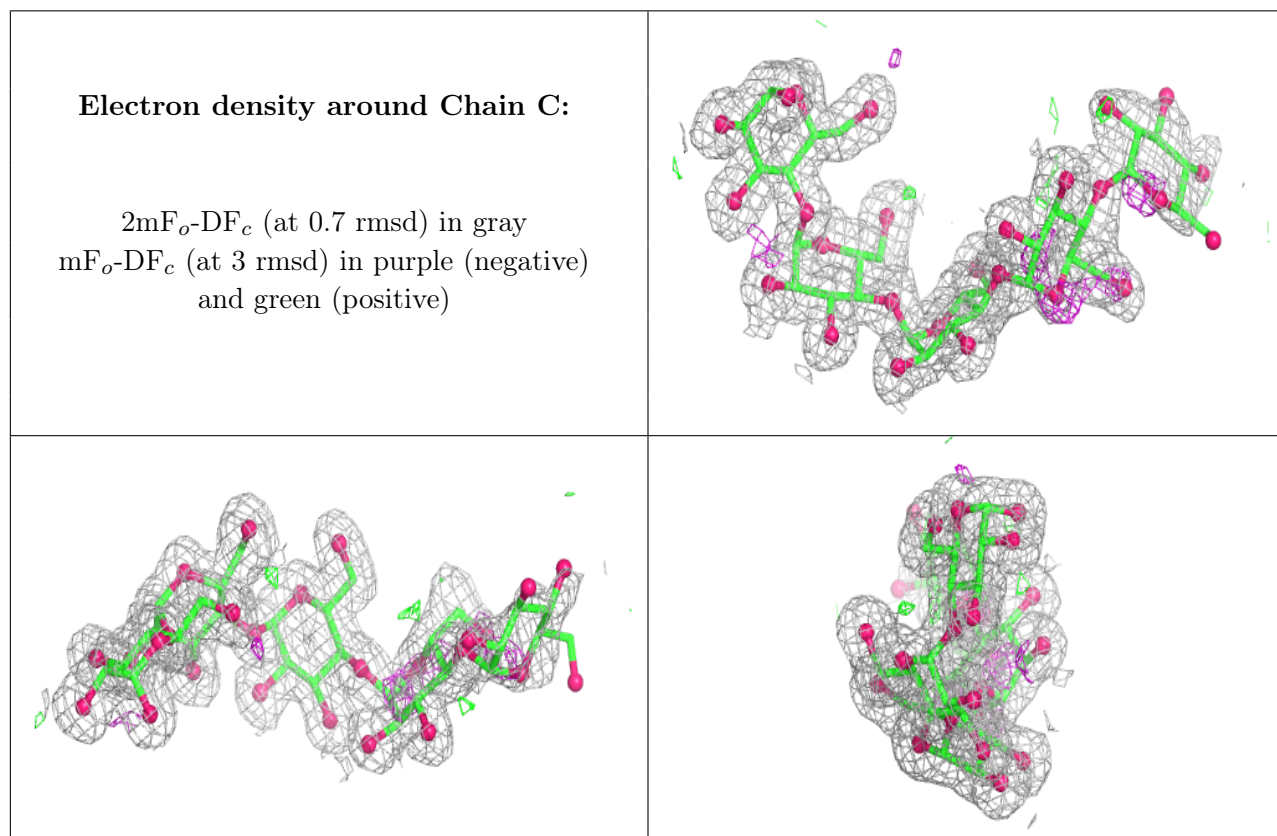 Electron density around Chain C:
2mFₒ-DF𝑐 (at 0.7 rmsd) in gray
mFₒ-DF𝑐 (at 3 rmsd) in purple (negative)
and green (positive)